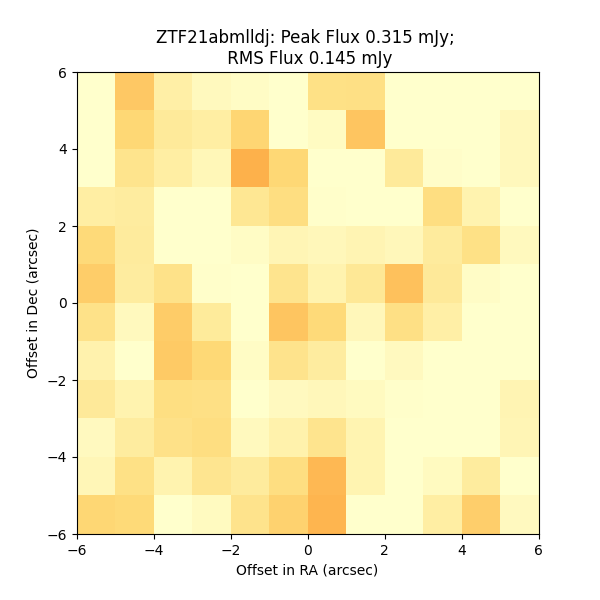 ZTF21abmlldj: Peak Flux 0.315 mJy;
RMS Flux 0.145 mJy
6
4
2
0
−2
−4
−6
Offset in Dec (arcsec)
−6 −4 −2 0 2 4 6
Offset in RA (arcsec)